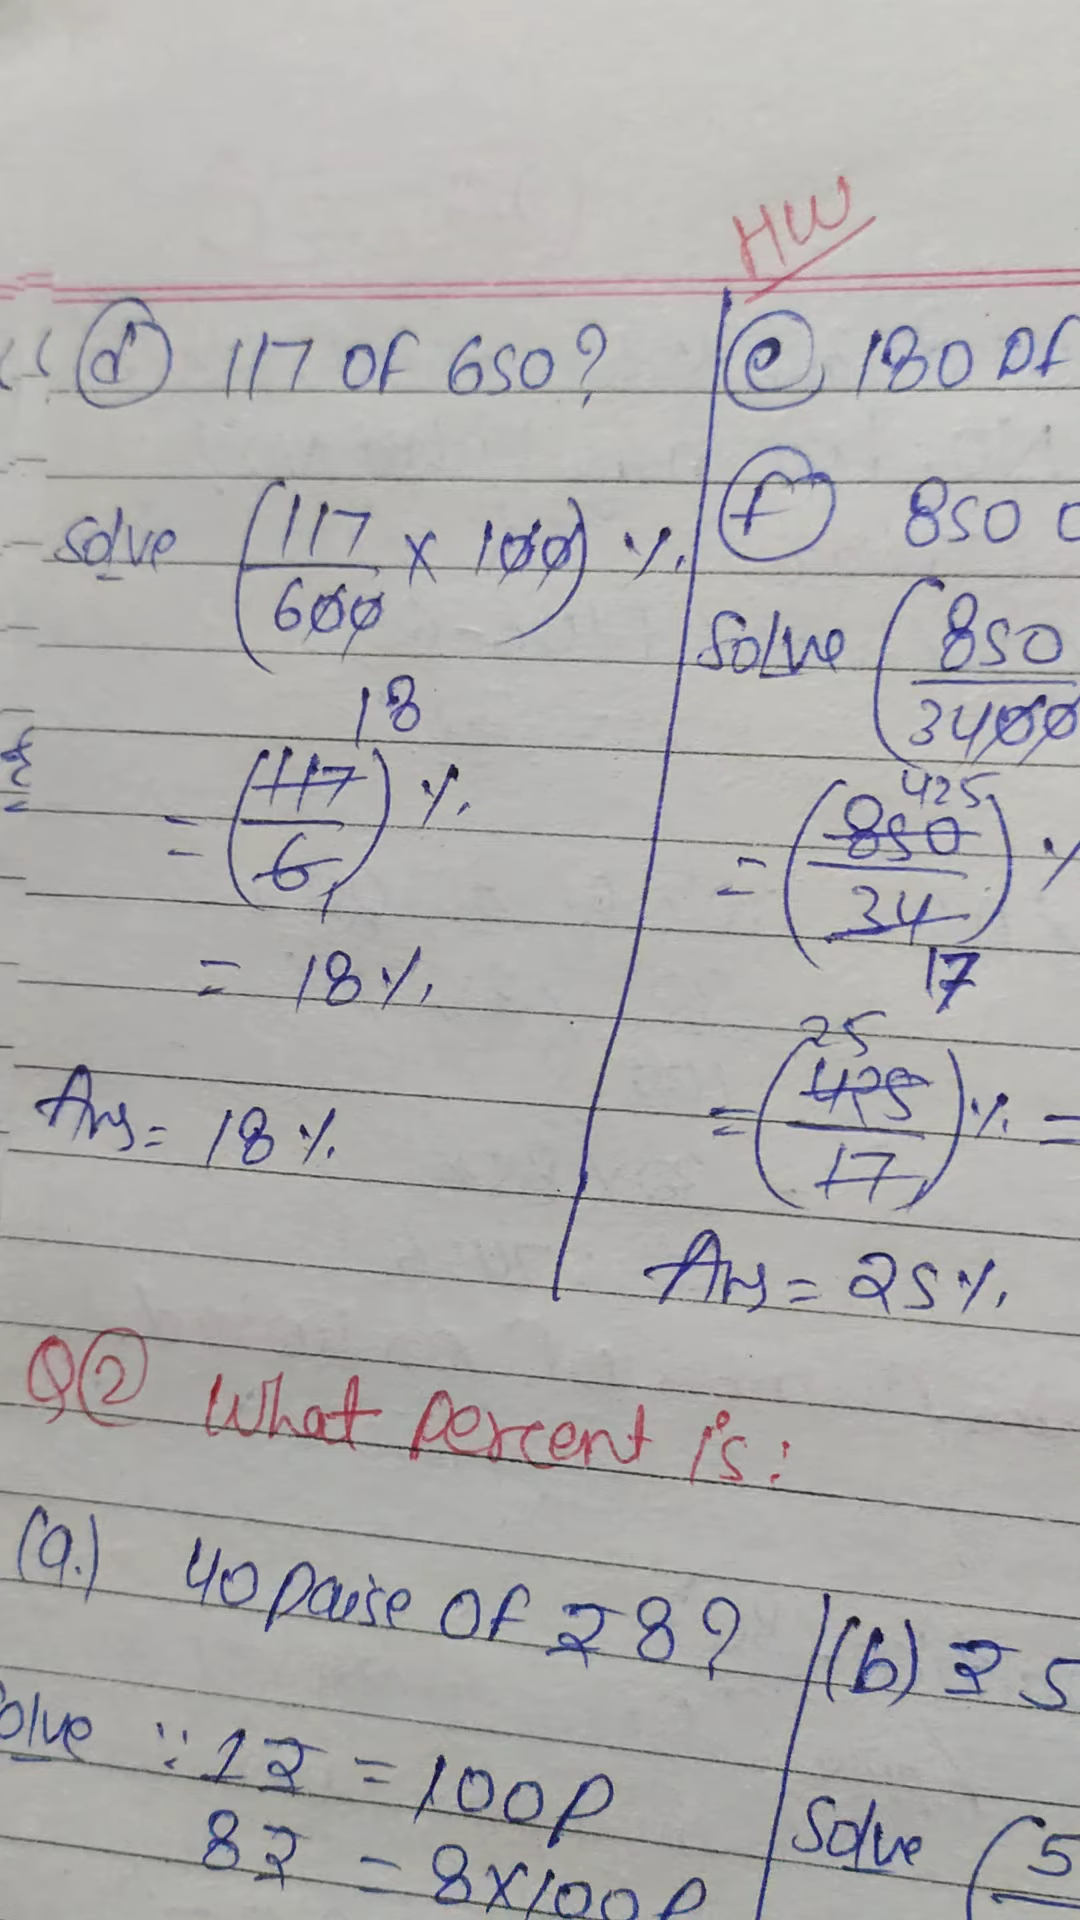 HW
(d) 117 of 650?
Solve (117/600 × 100) %
18
= (117/6) %
= 18 %
Ans = 18 %
(e) 180 of
(f) 850
Solve (850/3400
425
= (850/34) %
17
25
= (425/17) % =
Ans = 25 %
Q(2) What percent is:
(a.) 40 paise of ₹ 8?
Solve ∵ 1₹ = 100P
8₹ = 8×100P
(b) ₹ 5
Solve (5